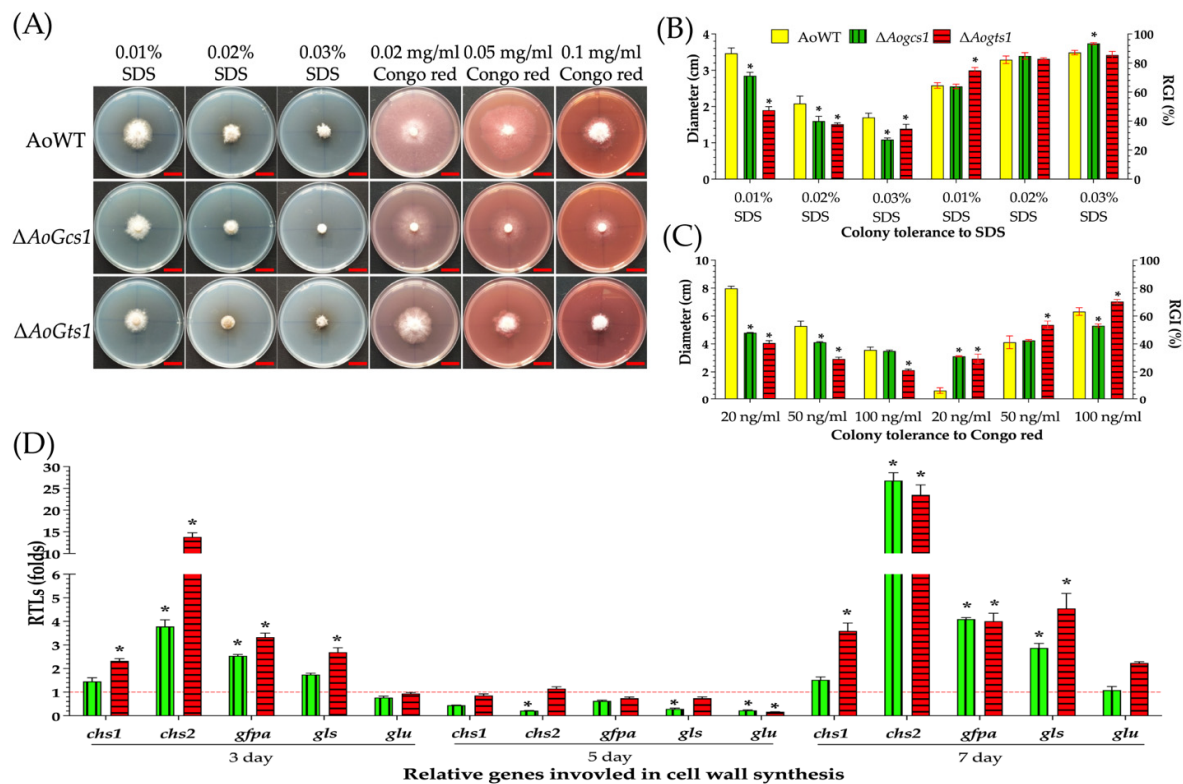 (A)
0.01% SDS
0.02% SDS
0.03% SDS
0.02 mg/ml Congo red
0.05 mg/ml Congo red
0.1 mg/ml Congo red
AoWT
ΔAoGcs1
ΔAoGts1
(B)
AoWT ΔAogcs1 ΔAogts1
Diameter (cm)
4
3
2
1
0
RGI (%)
100
80
60
40
20
0
* * * * * * * *
0.01% SDS
0.02% SDS
0.03% SDS
0.01% SDS
0.02% SDS
0.03% SDS
Colony tolerance to SDS
(C)
Diameter (cm)
10
8
6
4
2
0
RGI (%)
100
80
60
40
20
0
* * * * * * * * * *
20 ng/ml 50 ng/ml 100 ng/ml 20 ng/ml 50 ng/ml 100 ng/ml
Colony tolerance to Congo red
(D)
RTLs (folds)
30
25
20
15
10
6
5
4
3
2
1
0
* * * * * * * * * * * * * * * * * *
chs1 chs2 gfpa gls glu chs1 chs2 gfpa gls glu chs1 chs2 gfpa gls glu
3 day 5 day 7 day
Relative genes invovled in cell wall synthesis